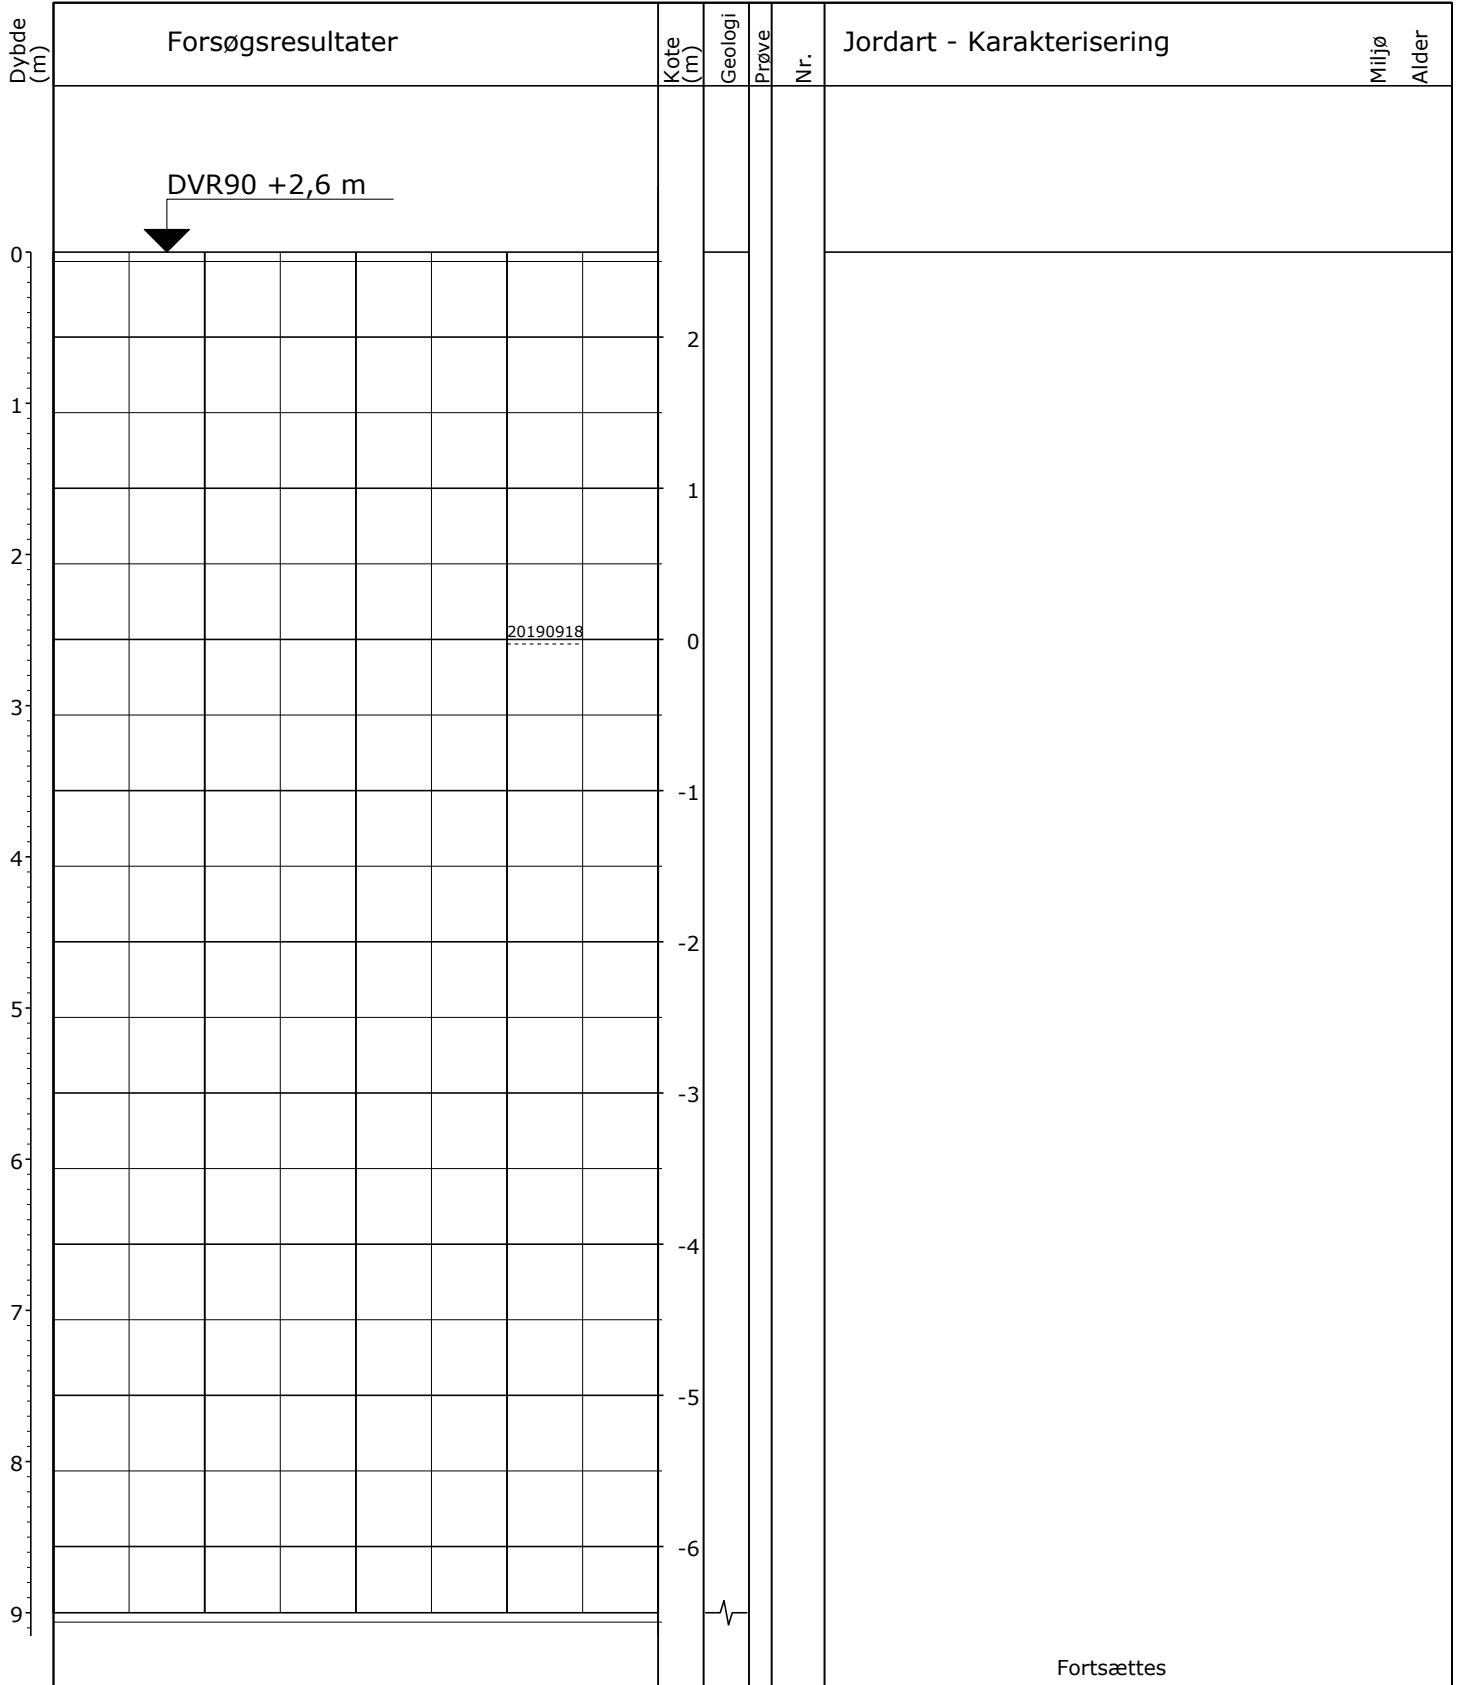 Dybde
(m)
Forsøgsresultater
Kote
(m)
Geologi
Prøve
Nr.
Jordart - Karakterisering
Miljø
Alder
DVR90 +2,6 m
0
2
1
1
2
20190918
0
3
-1
4
-2
5
-3
6
-4
7
-5
8
-6
9
Fortsættes